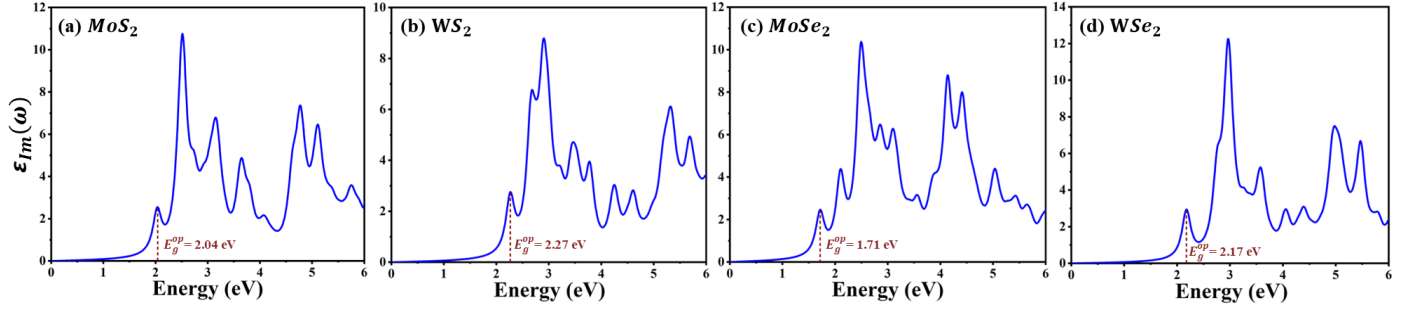 (a) MoS₂
ε_Im(ω)
12
10
8
6
4
2
0
E_g^op = 2.04 eV
0 1 2 3 4 5 6
Energy (eV)
(b) WS₂
10
8
6
4
2
0
E_g^op = 2.27 eV
0 1 2 3 4 5 6
Energy (eV)
(c) MoSe₂
12
10
8
6
4
2
0
E_g^op = 1.71 eV
0 1 2 3 4 5 6
Energy (eV)
(d) WSe₂
14
12
10
8
6
4
2
0
E_g^op = 2.17 eV
0 1 2 3 4 5 6
Energy (eV)